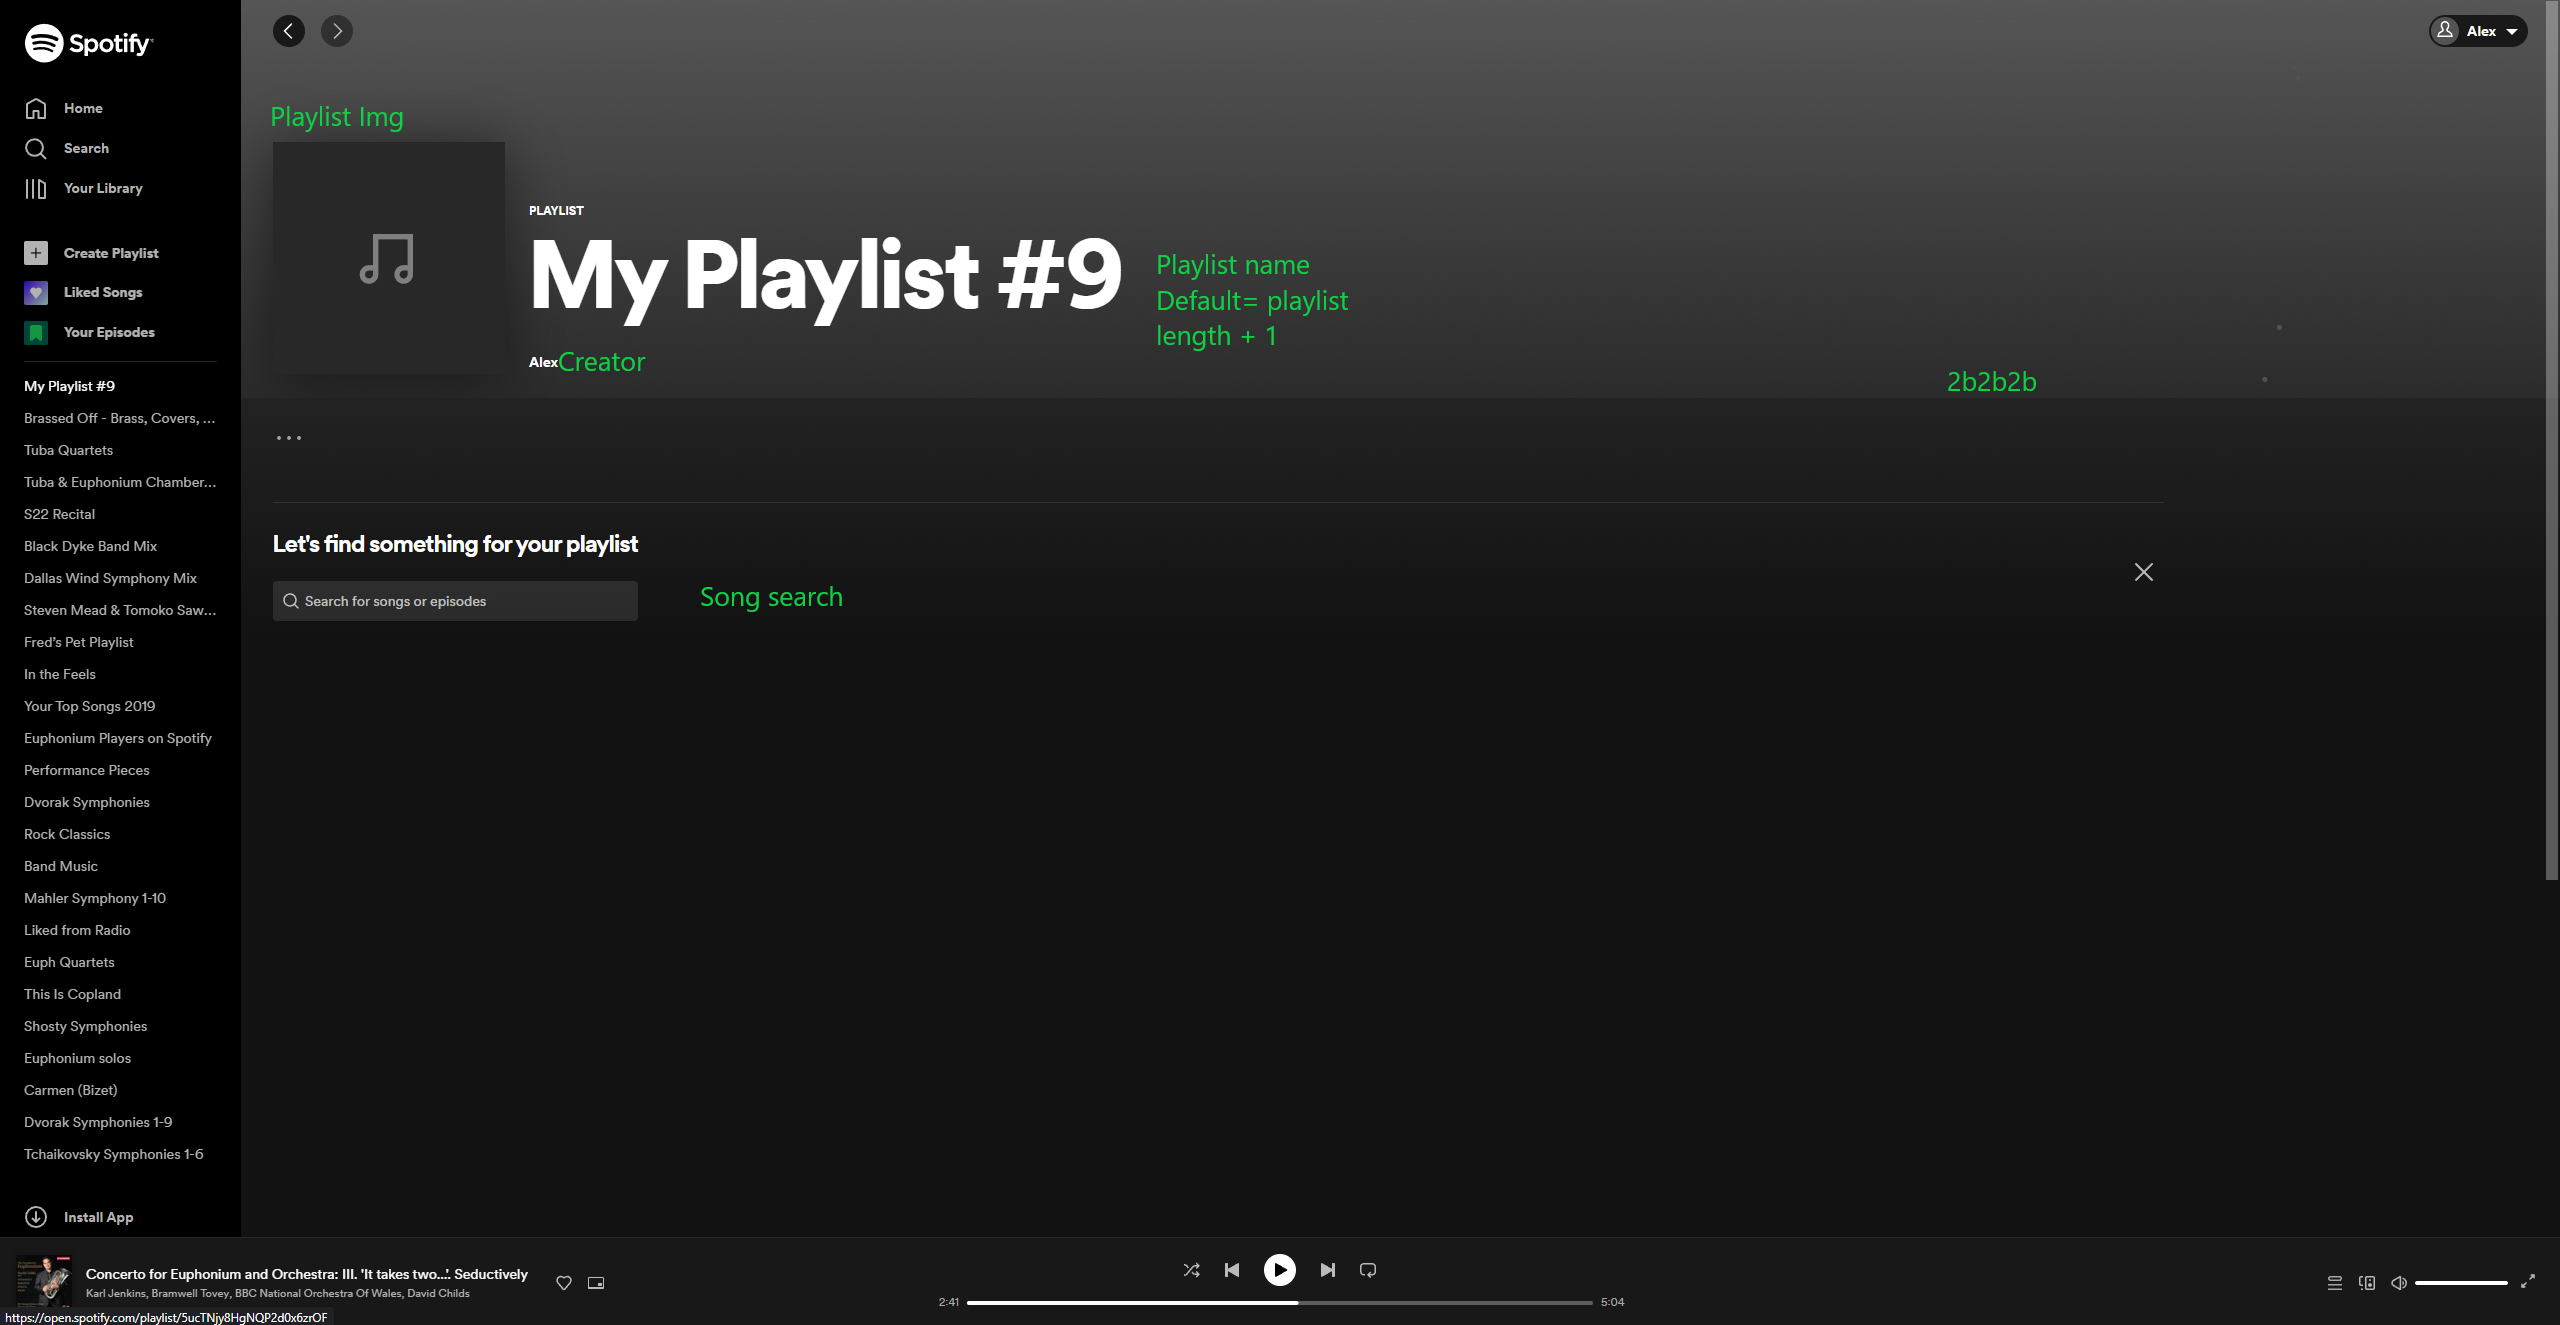 Spotify
Home
Search
Your Library
Create Playlist
Liked Songs
Your Episodes
My Playlist #9
Brassed Off - Brass, Covers, ...
Tuba Quartets
Tuba & Euphonium Chamber...
S22 Recital
Black Dyke Band Mix
Dallas Wind Symphony Mix
Steven Mead & Tomoko Saw...
Fred's Pet Playlist
In the Feels
Your Top Songs 2019
Euphonium Players on Spotify
Performance Pieces
Dvorak Symphonies
Rock Classics
Band Music
Mahler Symphony 1-10
Liked from Radio
Euph Quartets
This Is Copland
Shosty Symphonies
Euphonium solos
Carmen (Bizet)
Dvorak Symphonies 1-9
Tchaikovsky Symphonies 1-6
Install App
Alex
Playlist Img
PLAYLIST
My Playlist #9
Playlist name
Default= playlist
length + 1
Alex Creator
2b2b2b
Let's find something for your playlist
Search for songs or episodes
Song search
Concerto for Euphonium and Orchestra: III. 'It takes two...'. Seductively
Karl Jenkins, Bramwell Tovey, BBC National Orchestra Of Wales, David Childs
2:41
5:04
https://open.spotify.com/playlist/5ucTNjy8HgNQP2d0x6zrOF